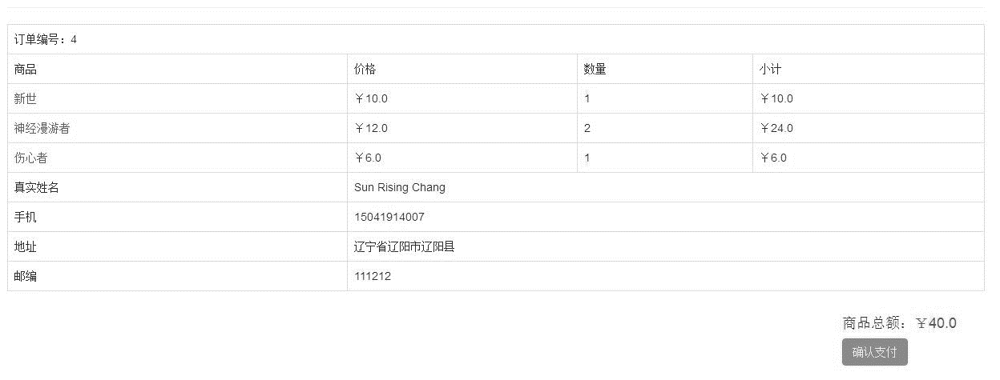 订单编号：4
商品 价格 数量 小计
新世 ￥10.0 1 ￥10.0
神经漫游者 ￥12.0 2 ￥24.0
伤心者 ￥6.0 1 ￥6.0
真实姓名 Sun Rising Chang
手机 15041914007
地址 辽宁省辽阳市辽阳县
邮编 111212
商品总额：￥40.0
确认支付